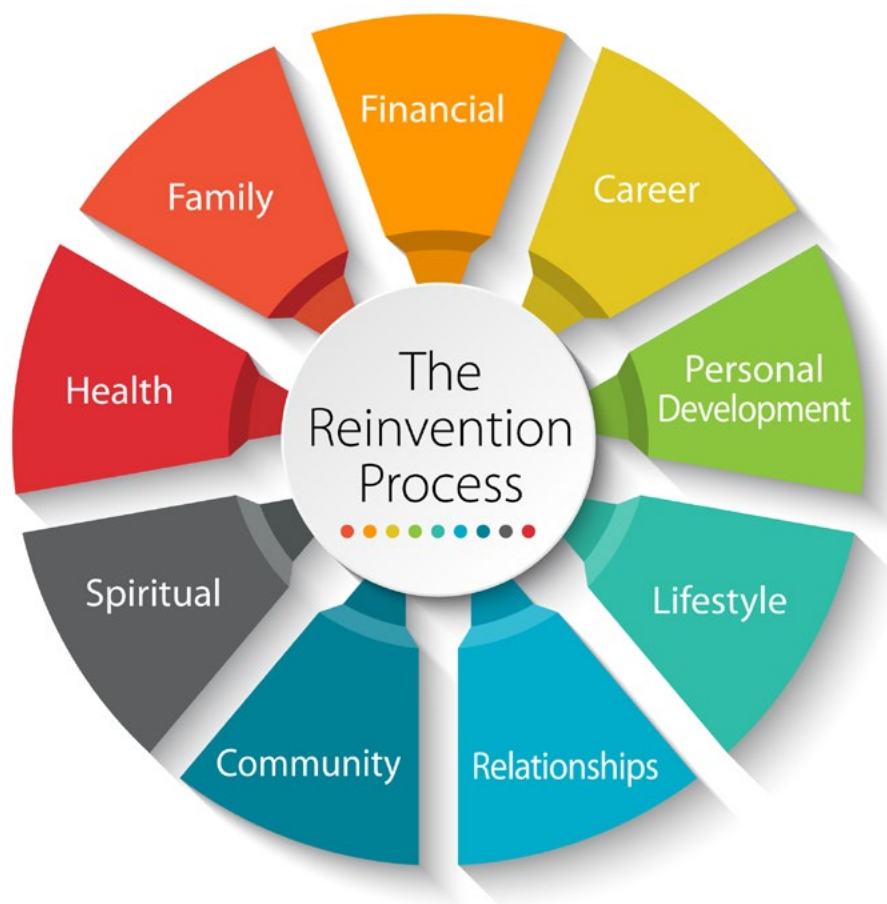 Financial
Career
Personal
Development
Lifestyle
Relationships
Community
Spiritual
Health
Family
The
Reinvention
Process